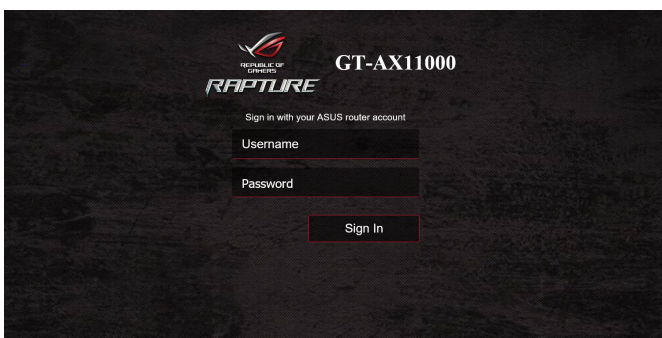 REPUBLIC OF
GAMERS
RAPTURE
GT-AX11000
Sign in with your ASUS router account
Username
Password
Sign In